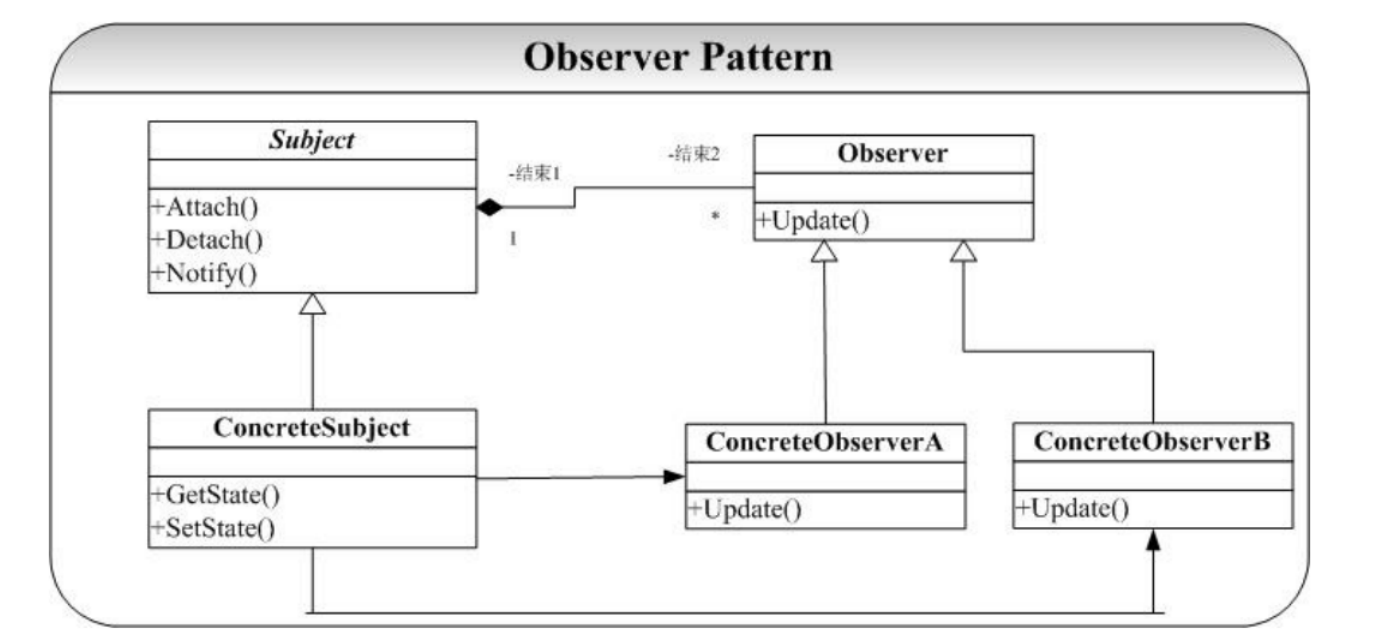 Observer Pattern
Subject
+Attach()
+Detach()
+Notify()
-结束1
1
-结束2
*
Observer
+Update()
ConcreteSubject
+GetState()
+SetState()
ConcreteObserverA
+Update()
ConcreteObserverB
+Update()